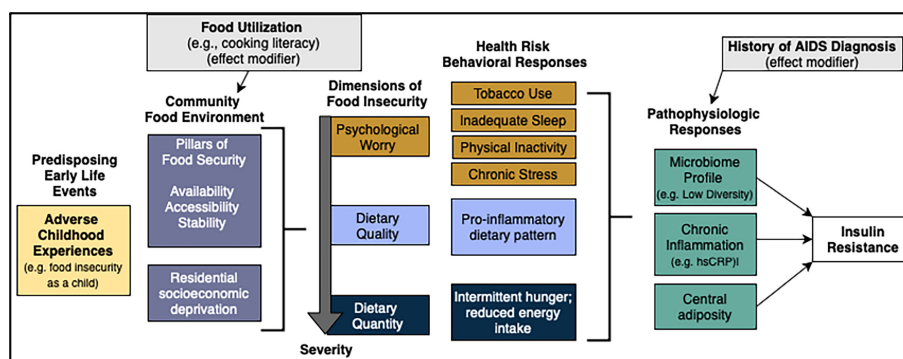 Food Utilization
(e.g., cooking literacy)
(effect modifier)
History of AIDS Diagnosis
(effect modifier)
Predisposing
Early Life
Events
Adverse
Childhood
Experiences
(e.g. food insecurity
as a child)
Community
Food Environment
Pillars of
Food Security
Availability
Accessibility
Stability
Residential
socioeconomic
deprivation
Dimensions of
Food Insecurity
Psychological
Worry
Dietary
Quality
Dietary
Quantity
Severity
Health Risk
Behavioral Responses
Tobacco Use
Inadequate Sleep
Physical Inactivity
Chronic Stress
Pro-inflammatory
dietary pattern
Intermittent hunger;
reduced energy
intake
Pathophysiologic
Responses
Microbiome
Profile
(e.g. Low Diversity)
Chronic
Inflammation
(e.g. hsCRP)l
Central
adiposity
Insulin
Resistance